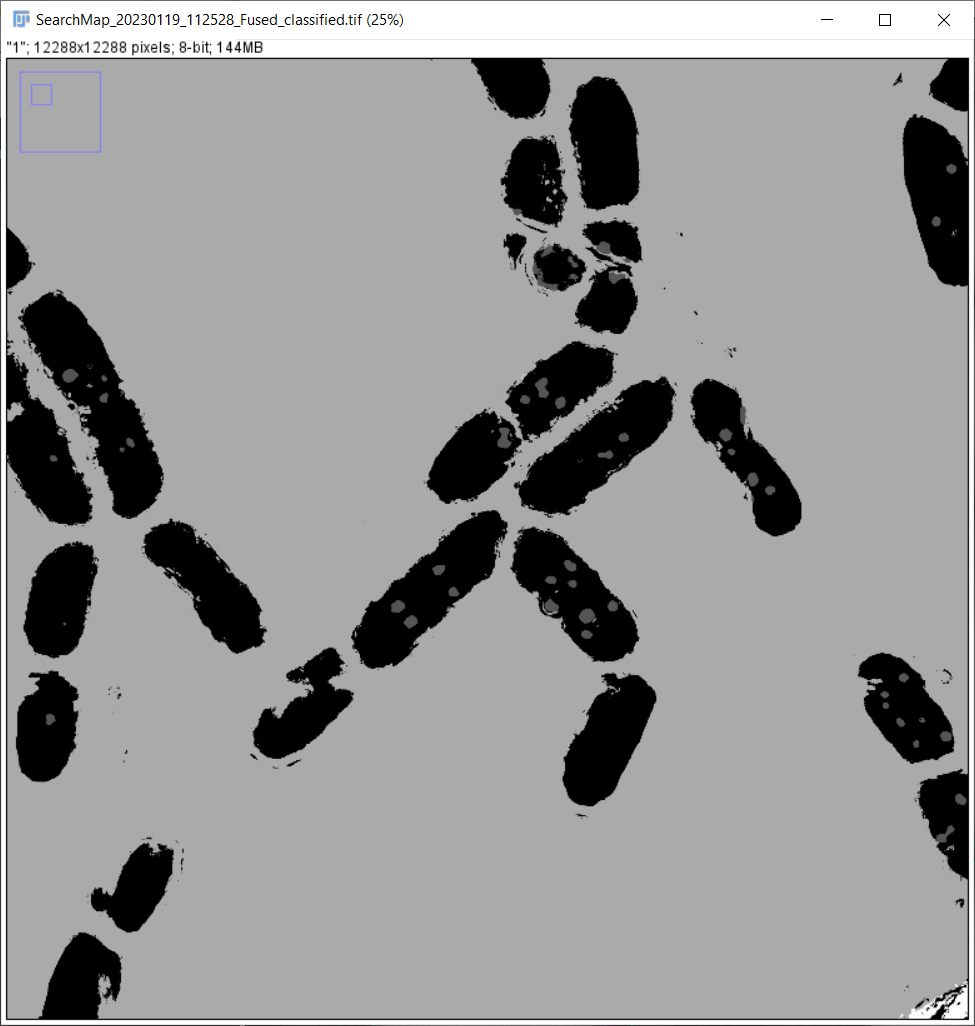 SearchMap_20230119_112528_Fused_classified.tif (25%)
"1"; 12288x12288 pixels; 8-bit; 144MB